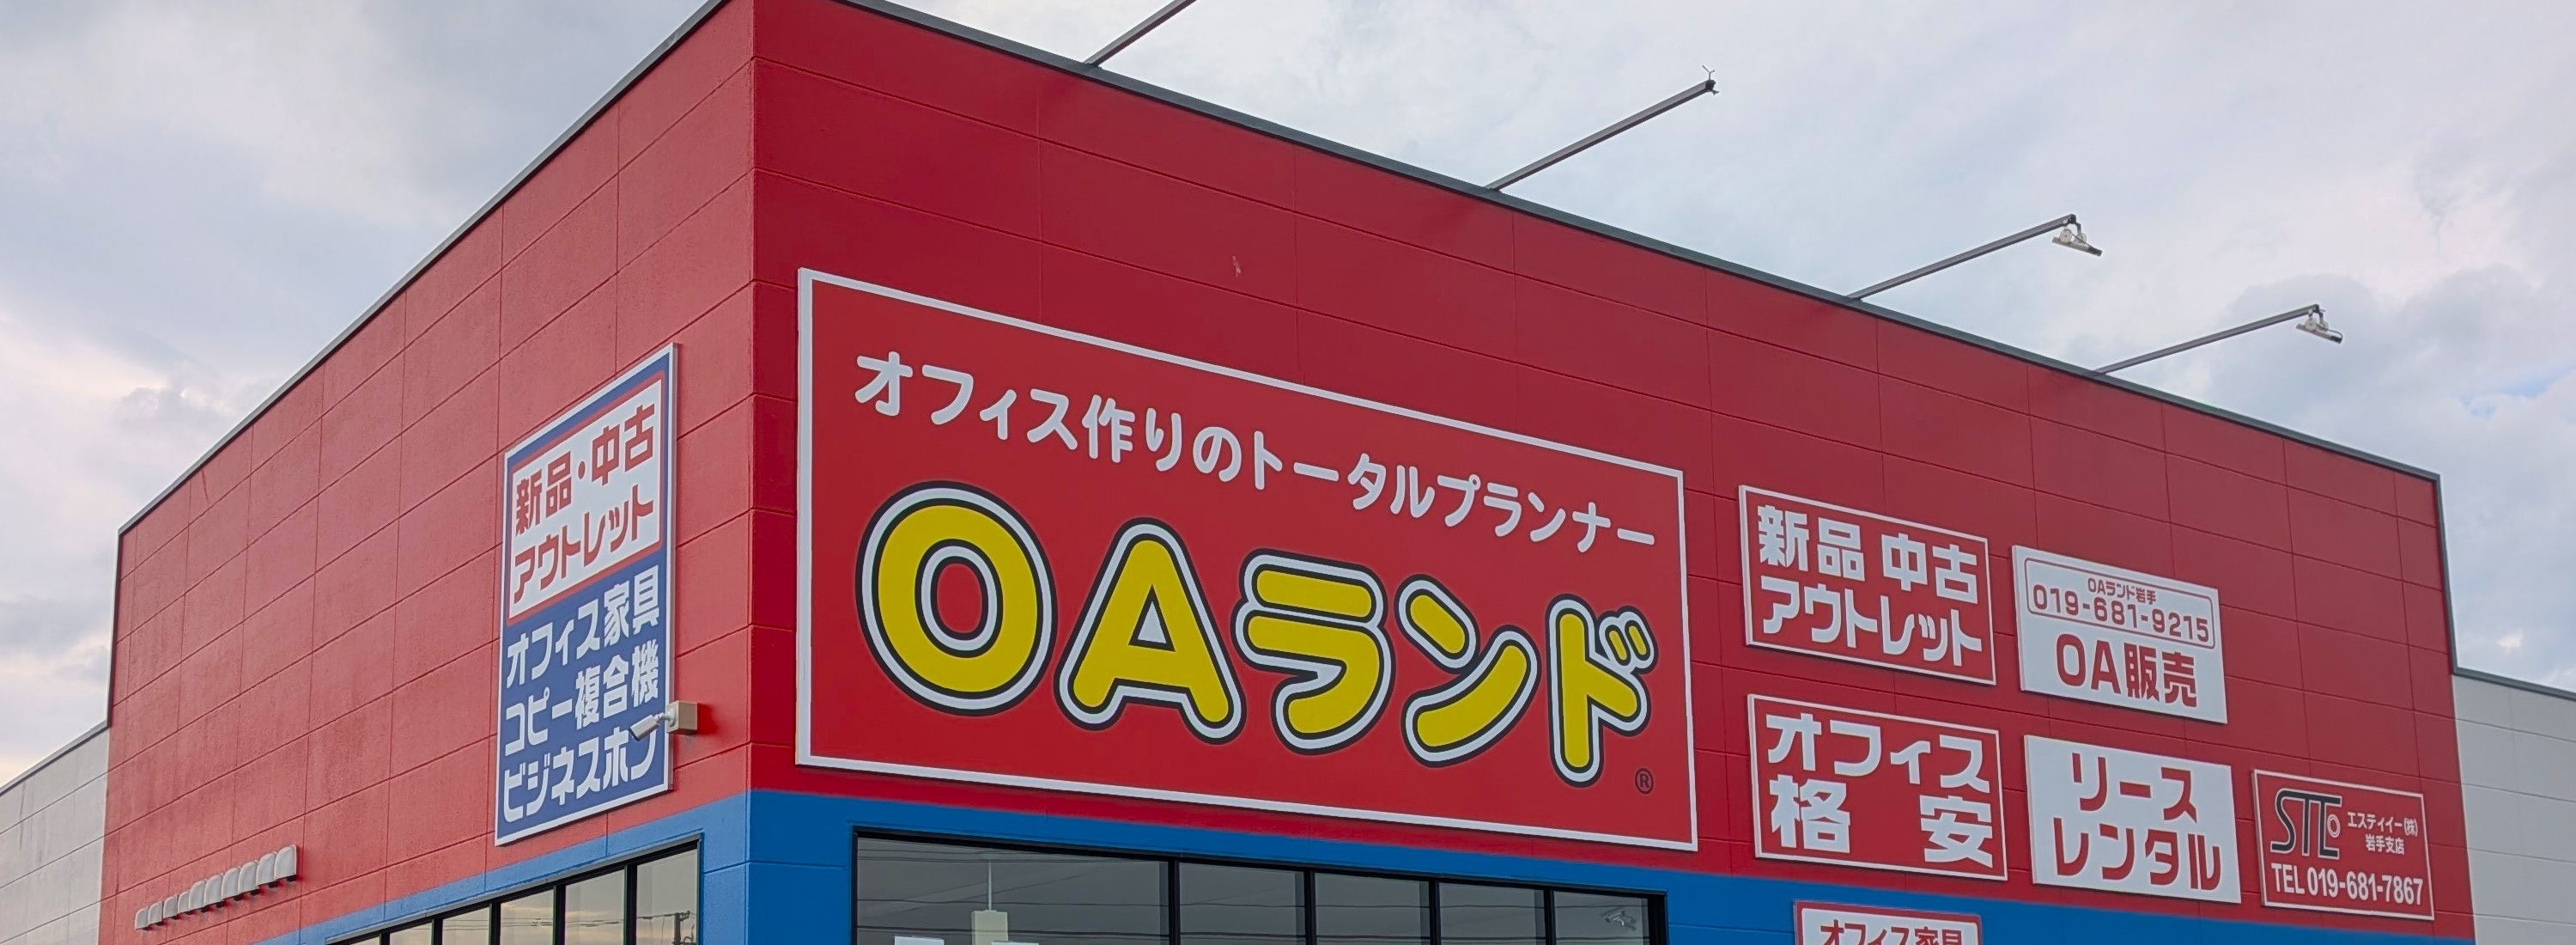 新品・中古
アウトレット
オフィス家具
コピー複合機
ビジネスホン
オフィス作りのトータルプランナー
OAランド
®
新品 中古
アウトレット
OAランド岩手
019-681-9215
OA販売
オフィス
格 安
リース
レンタル
STE
エスティイー(株)
岩手支店
TEL 019-681-7867
オフィス家具